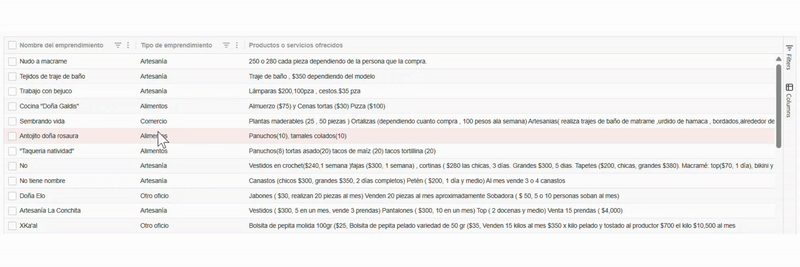 Nombre del emprendimiento Tipo de emprendimiento Productos o servicios ofrecidos
Nudo a macrame Artesanía 250 o 280 cada pieza dependiendo de la persona que la compra.
Tejidos de traje de baño Artesanía Traje de baño , $350 dependiendo del modelo
Trabajo con bejuco Artesanía Lámparas $200,100pza , cestos.$35 pza
Cocina "Doña Galdis" Alimentos Almuerzo ($75) y Cenas tortas ($30) Pizza ($100)
Sembrando vida Comercio Plantas maderables (25 , 50 piezas ) Ortalizas (dependiendo cuanto compra , 100 pesos ala semana) Artesanias( realiza trajes de baño de matrame ,urdido de hamaca , bordados,alrededor de
Antojito doña rosaura Alimentos Panuchos(10), tamales colados(10)
"Taqueria natividad" Alimentos Panuchos(8) tortas asado(20) tacos de maíz (20) tacos tortillina (20)
No Artesanía Vestidos en crochet($240,1 semana )fajas ($300, 1 semana) , cortinas ( $280 las chicas, 3 días. Grandes $300, 5 dias. Tapetes ($200, chicas, grandes $380). Macramé: top($70, 1 día), bikini y
No tiene nombre Artesanía Canastos (chicos $300, grandes $350, 2 días completos) Petén ( $200, 1 día y medio) Al mes vende 3 o 4 canastos
Doña Elo Otro oficio Jabones ( $30, realizan 20 piezas al mes) Venden 20 piezas al mes aproximadamente Sobadora ( $ 50, 5 o 10 personas soban al mes)
Artesanía La Conchita Artesanía Vestidos ( $300, 5 en un mes, vende 3 prendas) Pantalones ( $300, 10 en un mes) Top ( 2 docenas y medio) Venta 15 prendas ( $4,000)
XKa'al Otro oficio Bolsita de pepita molida 100gr ($25, Bolsita de pepita pelado variedad de 50 gr ($35, Venden 15 kilos al mes $350 x kilo pelado y tostado al productor $700 el kilo $10,500 al mes
Filters
Columns